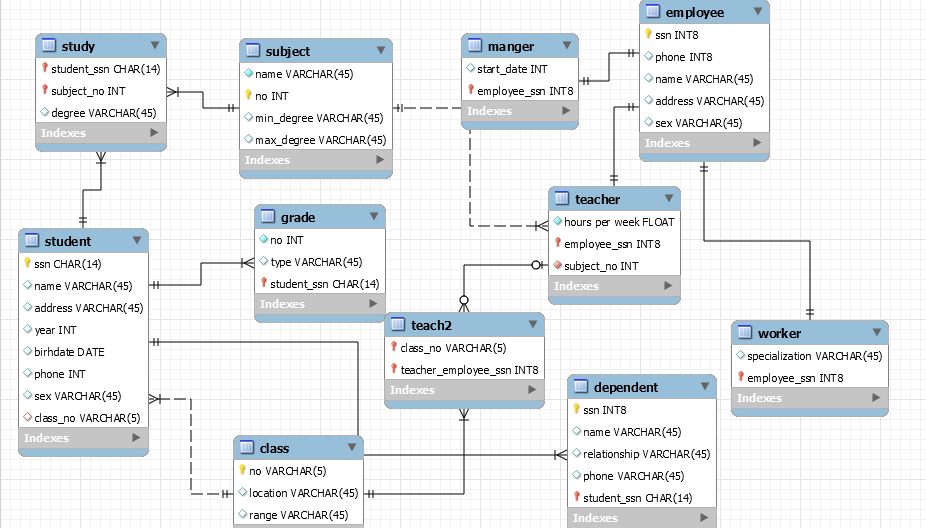 employee
ssn INT8
phone INT8
name VARCHAR(45)
address VARCHAR(45)
sex VARCHAR(45)
Indexes
study
student_ssn CHAR(14)
subject_no INT
degree VARCHAR(45)
Indexes
subject
name VARCHAR(45)
no INT
min_degree VARCHAR(45)
max_degree VARCHAR(45)
Indexes
manger
start_date INT
employee_ssn INT8
Indexes
teacher
hours per week FLOAT
employee_ssn INT8
subject_no INT
Indexes
grade
no INT
type VARCHAR(45)
student_ssn CHAR(14)
Indexes
student
ssn CHAR(14)
name VARCHAR(45)
address VARCHAR(45)
year INT
birhdate DATE
phone INT
sex VARCHAR(45)
class_no VARCHAR(5)
Indexes
teach2
class_no VARCHAR(5)
teacher_employee_ssn INT8
Indexes
worker
specialization VARCHAR(45)
employee_ssn INT8
Indexes
dependent
ssn INT8
name VARCHAR(45)
relationship VARCHAR(45)
phone VARCHAR(45)
student_ssn CHAR(14)
Indexes
class
no VARCHAR(5)
location VARCHAR(45)
range VARCHAR(45)